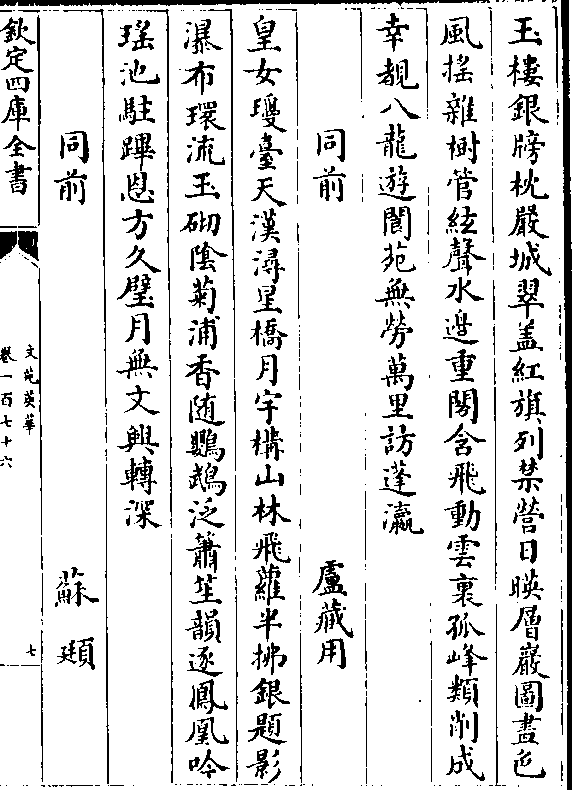 玉樓銀牓枕嚴城翠蓋紅旗列禁營日暎層巖圖畫色
風摇雜樹管絃聲水邊重閣含飛動雲裏孤峰類削成
幸覩八龍遊閬苑無勞萬里訪蓬瀛
同前 盧藏用
皇女瓊臺天漢潯星橋月宇構山林飛蘿半拂銀題影
瀑布環流玉砌陰菊浦香随鸚鵡泛簫笙韻逐鳳凰吟
瑤池駐蹕恩方久璧月無文興轉深
同前 蘇頲
欽定四庫全書
文苑英華
卷一百七十六
七